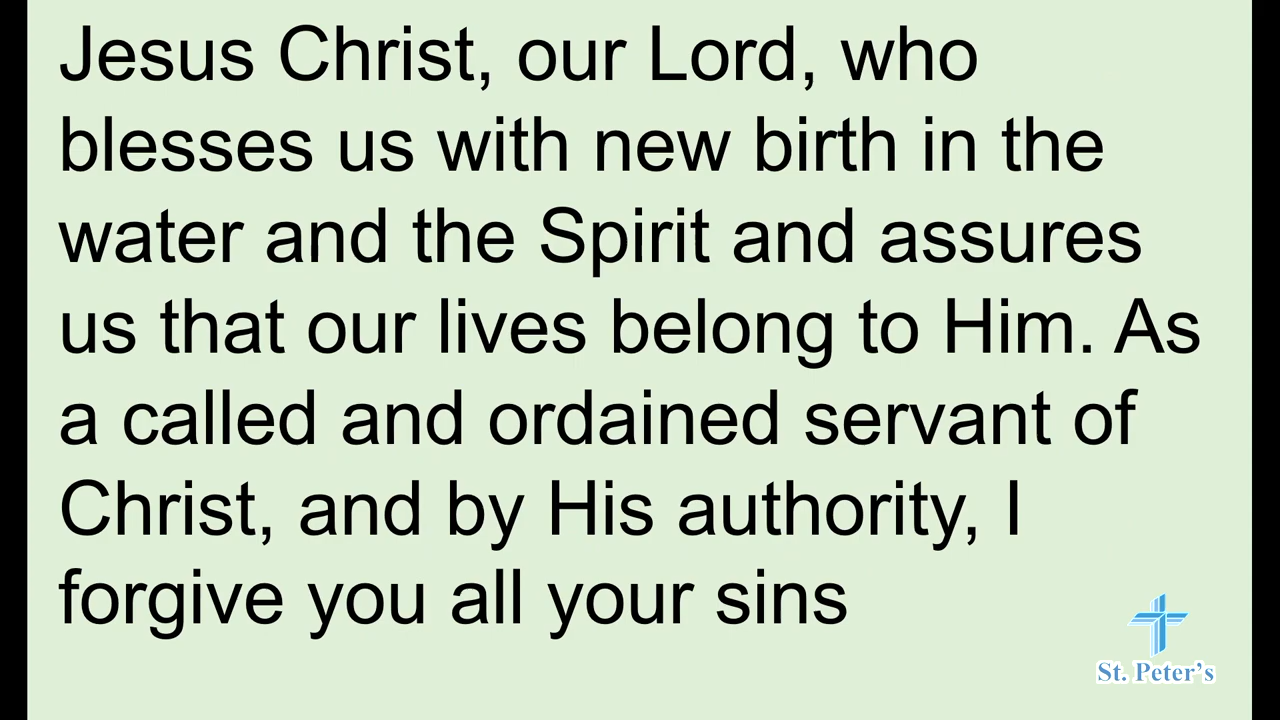 Jesus Christ, our Lord, who
blesses us with new birth in the
water and the Spirit and assures
us that our lives belong to Him. As
a called and ordained servant of
Christ, and by His authority, I
forgive you all your sins
St. Peter's